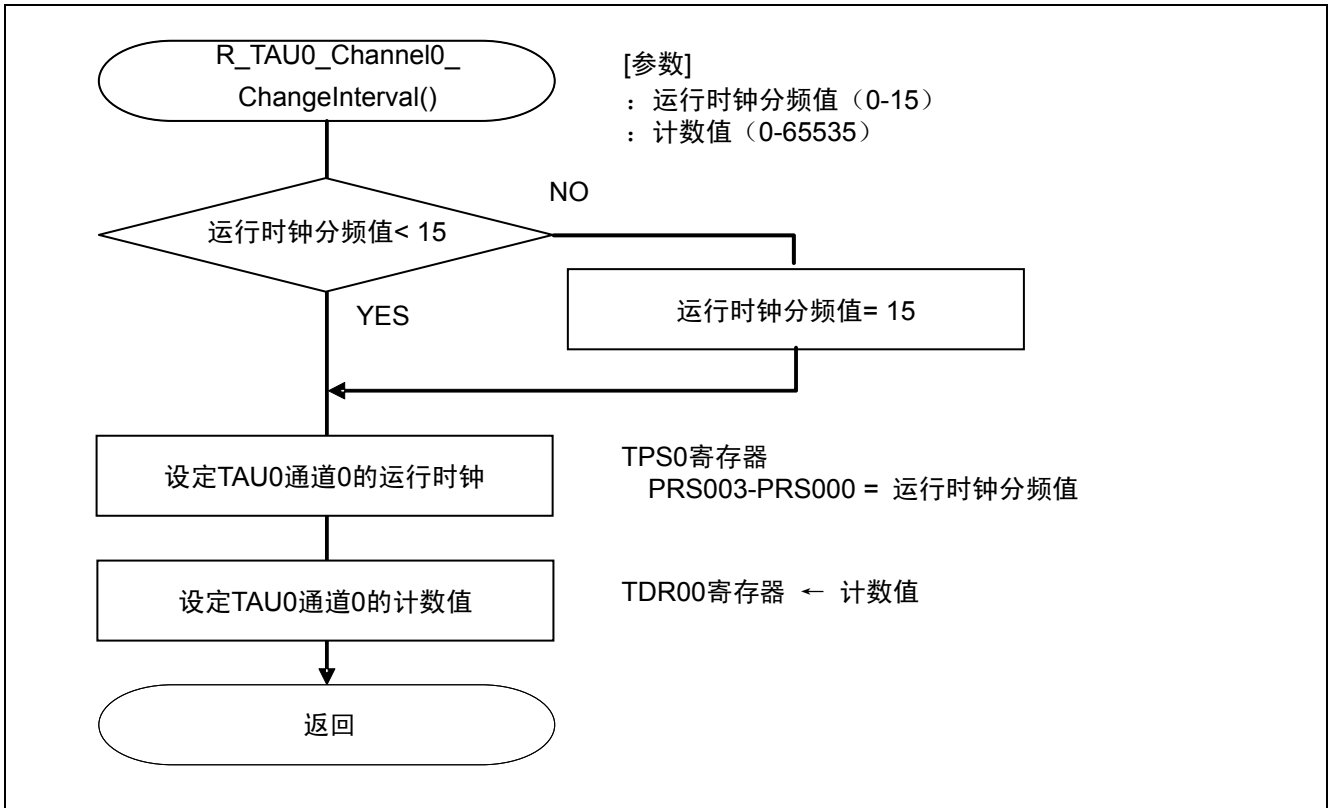 R_TAU0_Channel0_
ChangeInterval()
[参数]
：运行时钟分频值（0-15）
：计数值（0-65535）
运行时钟分频值< 15
NO
YES
运行时钟分频值= 15
设定TAU0通道0的运行时钟
TPS0寄存器
PRS003-PRS000 = 运行时钟分频值
设定TAU0通道0的计数值
TDR00寄存器 ← 计数值
返回